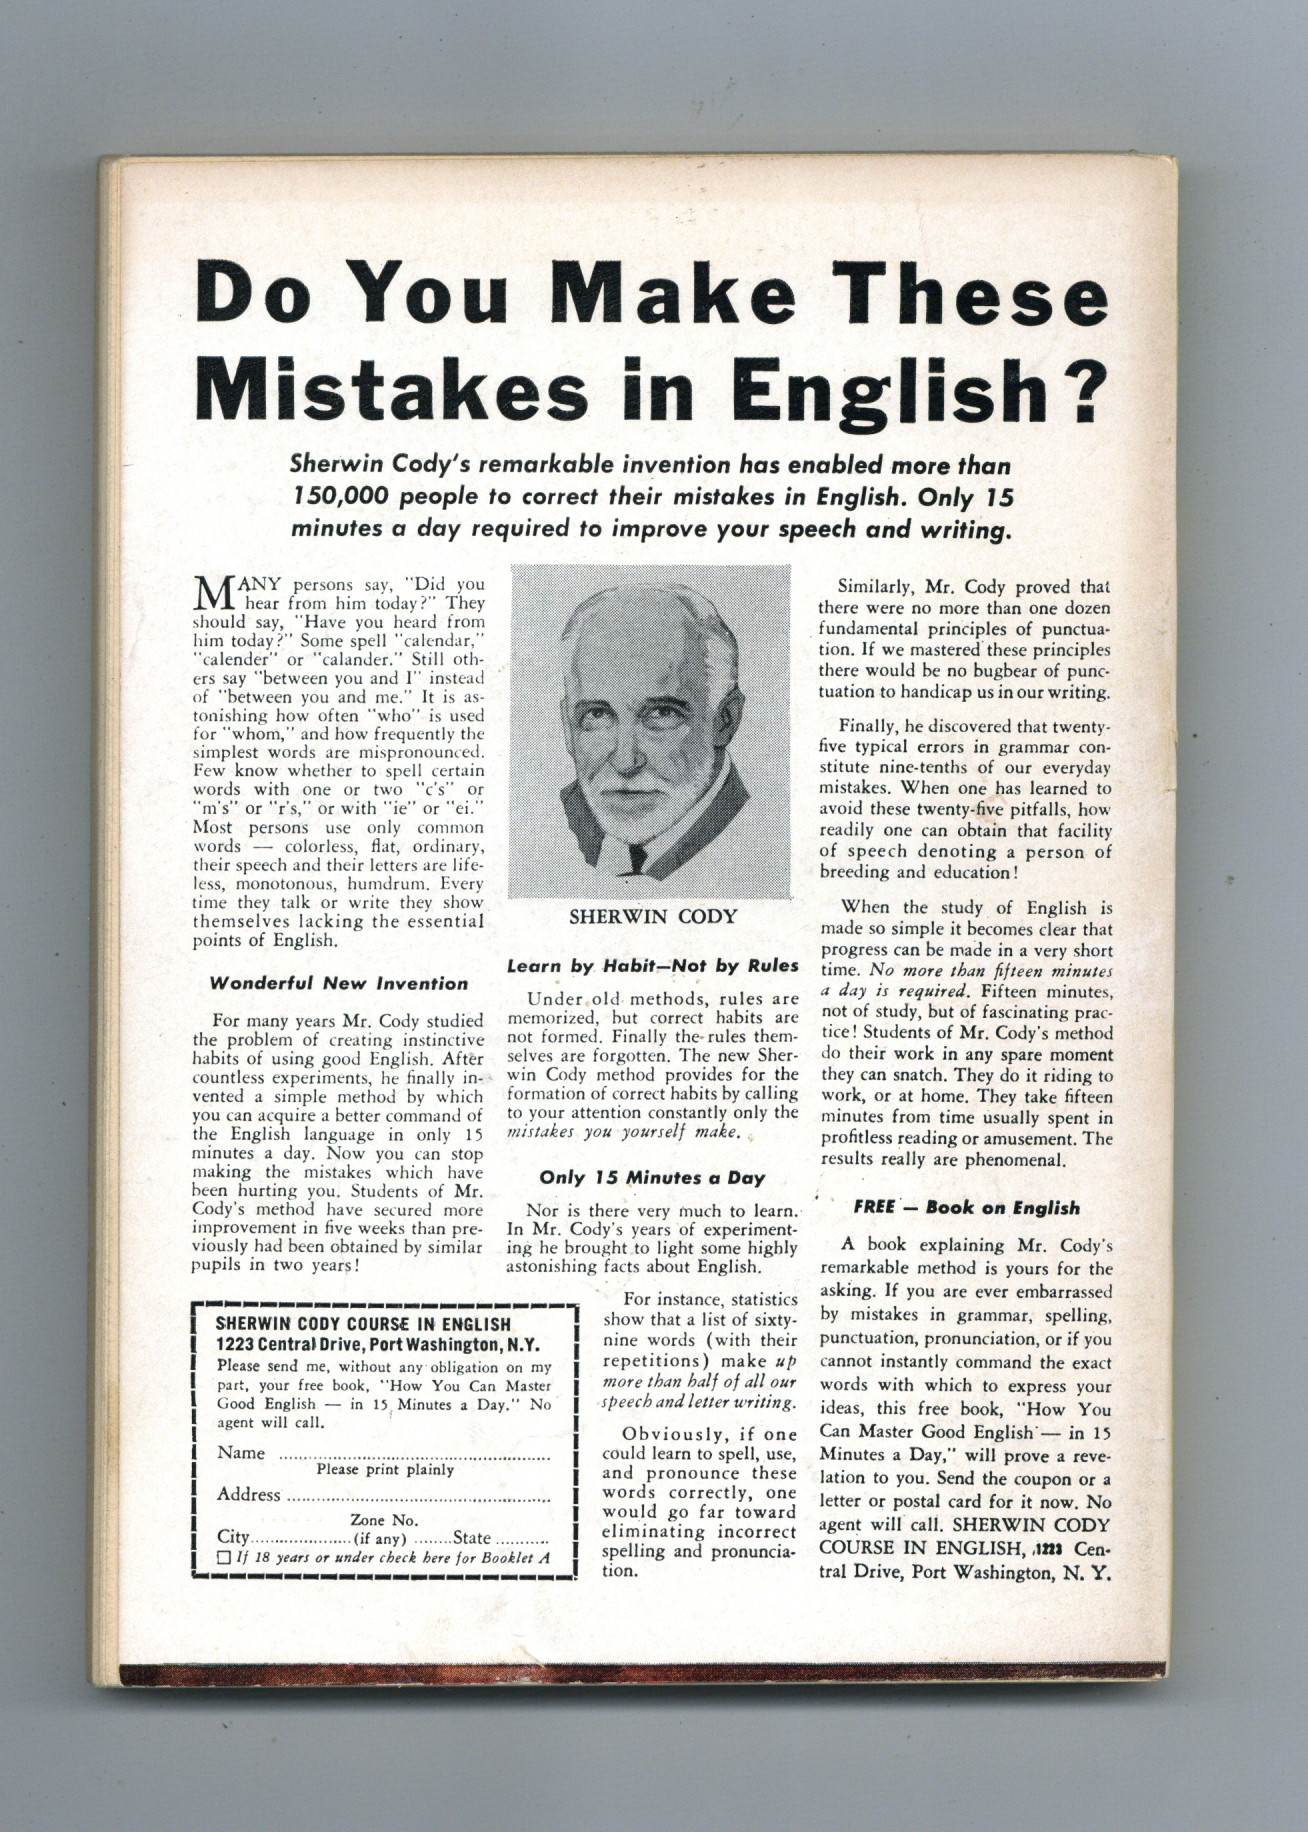 Do You Make These
Mistakes in English?
Sherwin Cody's remarkable invention has enabled more than
150,000 people to correct their mistakes in English. Only 15
minutes a day required to improve your speech and writing.
MANY persons say, "Did you
hear from him today?" They
should say, "Have you heard from
him today?" Some spell "calendar,"
"calender" or "calander." Still oth-
ers say "between you and I" instead
of "between you and me." It is as-
tonishing how often "who" is used
for "whom," and how frequently the
simplest words are mispronounced.
Few know whether to spell certain
words with one or two "c's" or
"m's" or "r's," or with "ie" or "ei."
Most persons use only common
words — colorless, flat, ordinary,
their speech and their letters are life-
less, monotonous, humdrum. Every
time they talk or write they show
themselves lacking the essential
points of English.
Wonderful New Invention
For many years Mr. Cody studied
the problem of creating instinctive
habits of using good English. After
countless experiments, he finally in-
vented a simple method by which
you can acquire a better command of
the English language in only 15
minutes a day. Now you can stop
making the mistakes which have
been hurting you. Students of Mr.
Cody's method have secured more
improvement in five weeks than pre-
viously had been obtained by similar
pupils in two years!
SHERWIN CODY
Learn by Habit—Not by Rules
Under old methods, rules are
memorized, but correct habits are
not formed. Finally the rules them-
selves are forgotten. The new Sher-
win Cody method provides for the
formation of correct habits by calling
to your attention constantly only the
mistakes you yourself make.
Only 15 Minutes a Day
Nor is there very much to learn.
In Mr. Cody's years of experiment-
ing he brought to light some highly
astonishing facts about English.
For instance, statistics
show that a list of sixty-
nine words (with their
repetitions) make up
more than half of all our
speech and letter writing.
Obviously, if one
could learn to spell, use,
and pronounce these
words correctly, one
would go far toward
eliminating incorrect
spelling and pronuncia-
tion.
Similarly, Mr. Cody proved that
there were no more than one dozen
fundamental principles of punctua-
tion. If we mastered these principles
there would be no bugbear of punc-
tuation to handicap us in our writing.
Finally, he discovered that twenty-
five typical errors in grammar con-
stitute nine-tenths of our everyday
mistakes. When one has learned to
avoid these twenty-five pitfalls, how
readily one can obtain that facility
of speech denoting a person of
breeding and education!
When the study of English is
made so simple it becomes clear that
progress can be made in a very short
time. No more than fifteen minutes
a day is required. Fifteen minutes,
not of study, but of fascinating prac-
tice! Students of Mr. Cody's method
do their work in any spare moment
they can snatch. They do it riding to
work, or at home. They take fifteen
minutes from time usually spent in
profitless reading or amusement. The
results really are phenomenal.
FREE — Book on English
A book explaining Mr. Cody's
remarkable method is yours for the
asking. If you are ever embarrassed
by mistakes in grammar, spelling,
punctuation, pronunciation, or if you
cannot instantly command the exact
words with which to express your
ideas, this free book, "How You
Can Master Good English — in 15
Minutes a Day," will prove a reve-
lation to you. Send the coupon or a
letter or postal card for it now. No
agent will call. SHERWIN CODY
COURSE IN ENGLISH, 1223 Cen-
tral Drive, Port Washington, N. Y.
SHERWIN CODY COURSE IN ENGLISH
1223 Central Drive, Port Washington, N.Y.
Please send me, without any obligation on my
part, your free book, "How You Can Master
Good English — in 15 Minutes a Day." No
agent will call.
Name ..........
Please print plainly
Address ..........
Zone No.
City..........(if any) ........State ..........
If 18 years or under check here for Booklet A